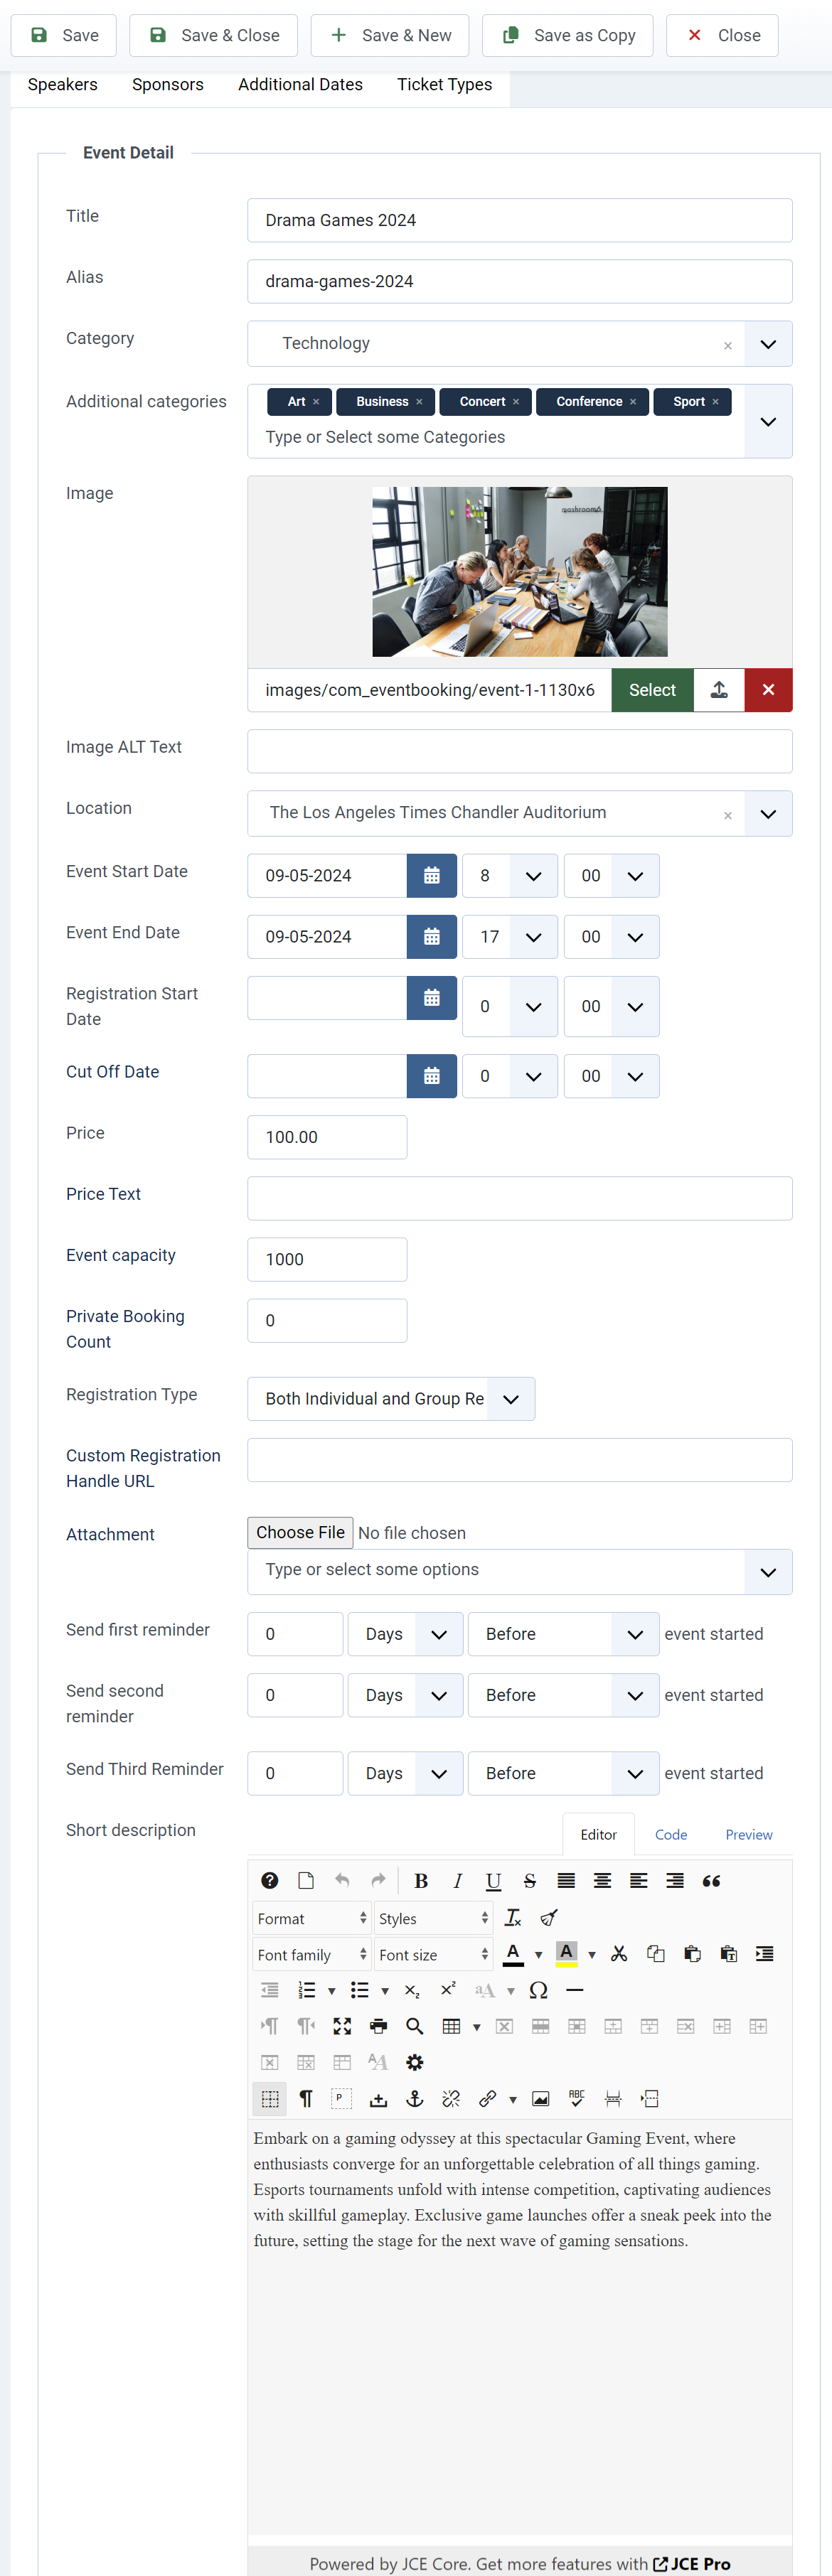 Save
Save & Close
Save & New
Save as Copy
Close
Speakers
Sponsors
Additional Dates
Ticket Types
Event Detail
Title
Drama Games 2024
Alias
drama-games-2024
Category
Technology
Additional categories
Art ×
Business ×
Concert ×
Conference ×
Sport ×
Type or Select some Categories
Image
mashrooms
images/com_eventbooking/event-1-1130x6
Select
Image ALT Text
Location
The Los Angeles Times Chandler Auditorium
Event Start Date
09-05-2024
8
00
Event End Date
09-05-2024
17
00
Registration Start
Date
0
00
Cut Off Date
0
00
Price
100.00
Price Text
Event capacity
1000
Private Booking
Count
0
Registration Type
Both Individual and Group Re
Custom Registration
Handle URL
Attachment
Choose File No file chosen
Type or select some options
Send first reminder
0
Days
Before
event started
Send second
reminder
0
Days
Before
event started
Send Third Reminder
0
Days
Before
event started
Short description
Editor
Code
Preview
Format
Styles
Font family
Font size
Embark on a gaming odyssey at this spectacular Gaming Event, where
enthusiasts converge for an unforgettable celebration of all things gaming.
Esports tournaments unfold with intense competition, captivating audiences
with skillful gameplay. Exclusive game launches offer a sneak peek into the
future, setting the stage for the next wave of gaming sensations.
Powered by JCE Core. Get more features with JCE Pro